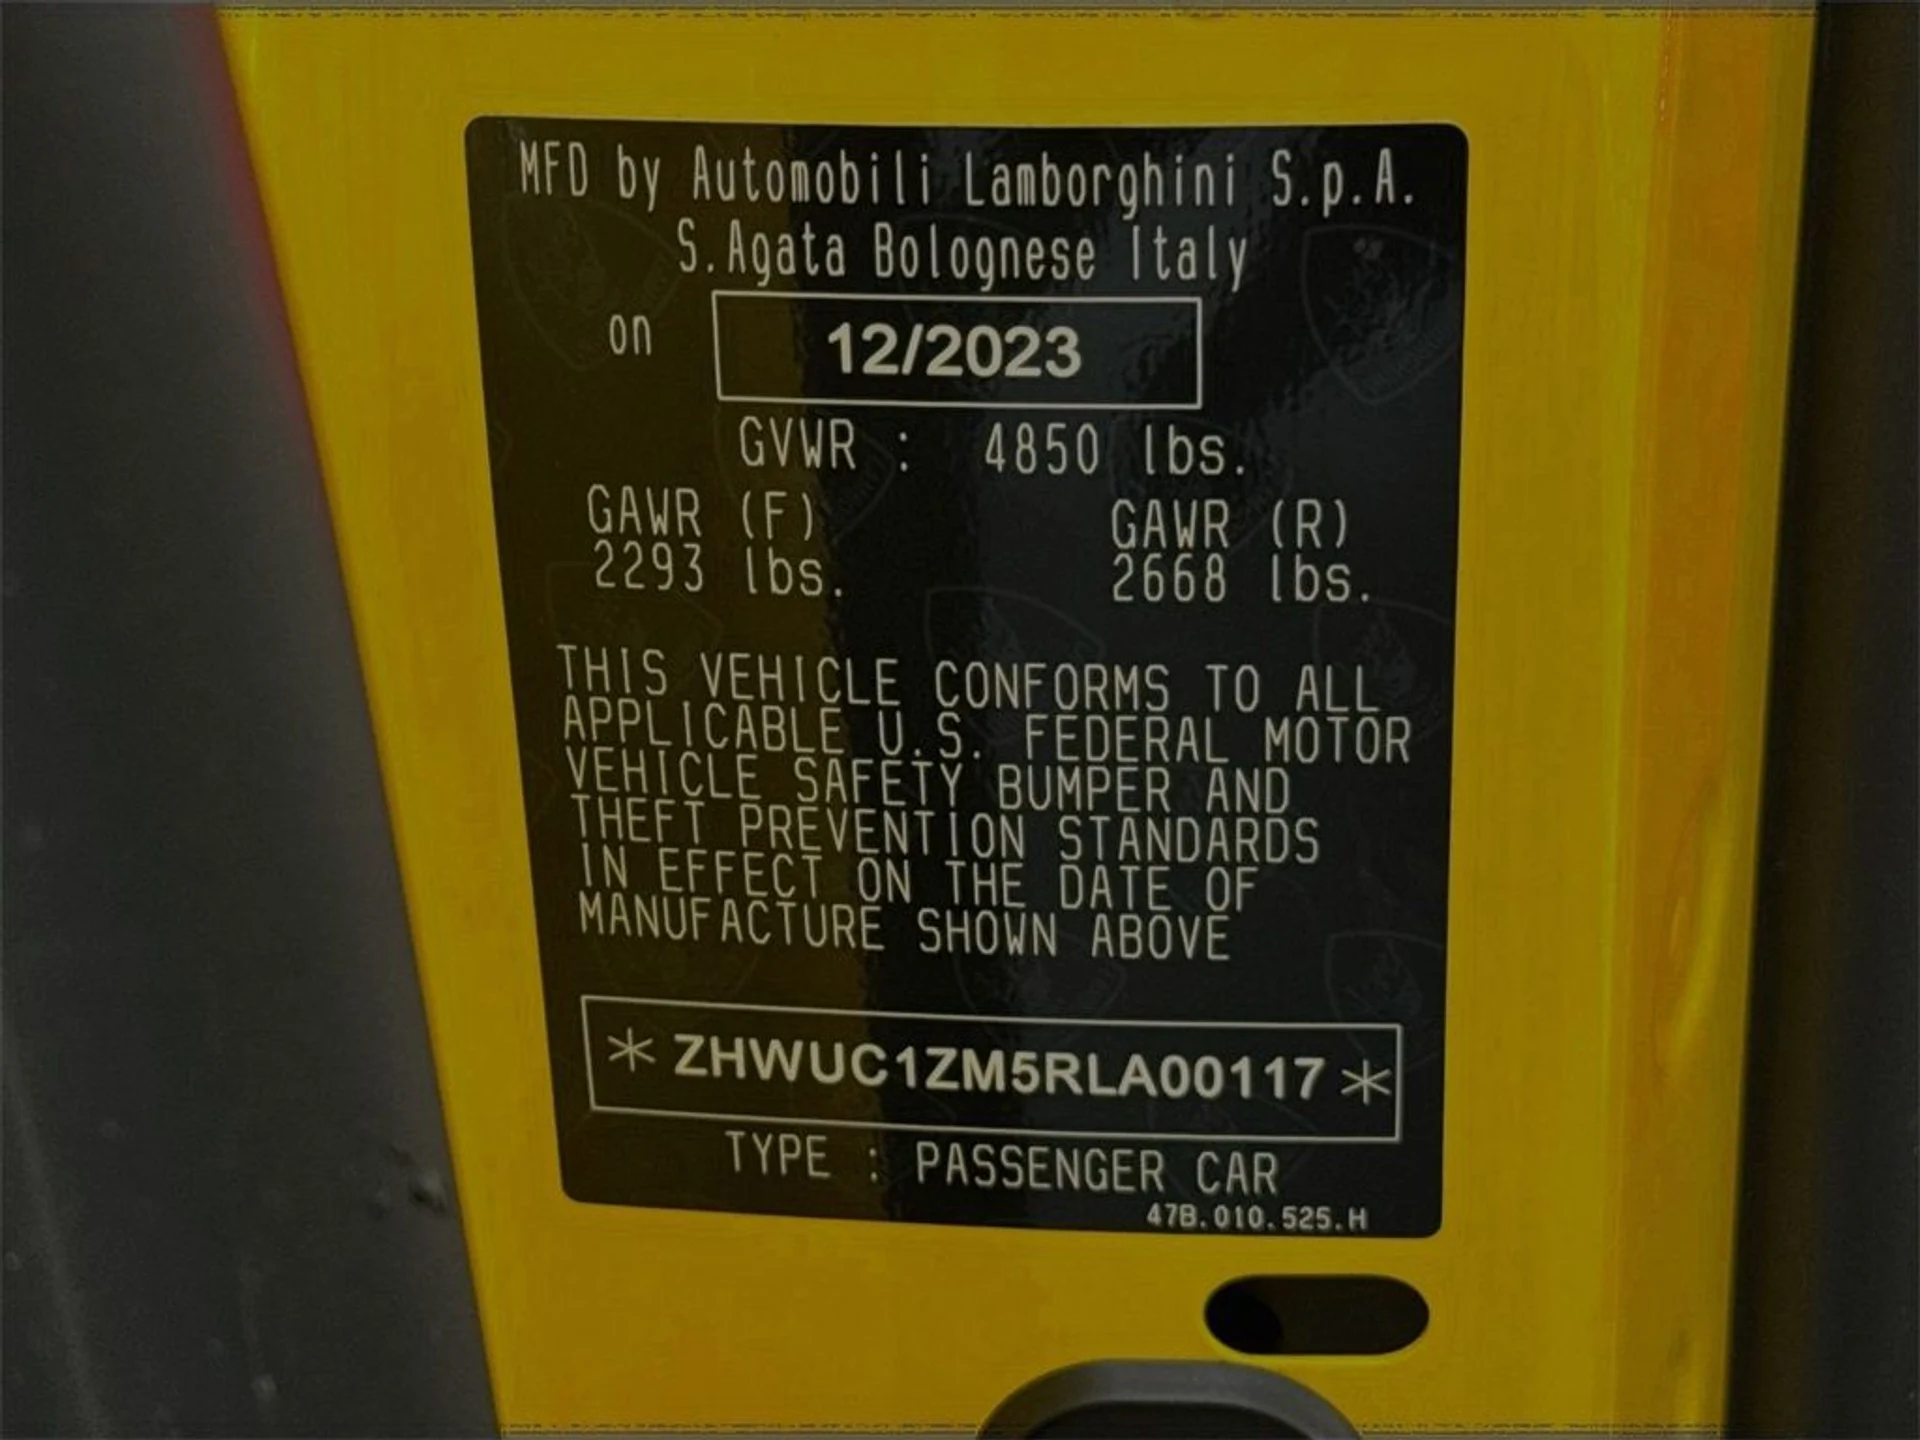 MFD by Automobili Lamborghini S.p.A.
S.Agata Bolognese Italy
on 12/2023
GVWR : 4850 lbs.
GAWR (F) GAWR (R)
2293 lbs. 2668 lbs.
THIS VEHICLE CONFORMS TO ALL
APPLICABLE U.S. FEDERAL MOTOR
VEHICLE SAFETY BUMPER AND
THEFT PREVENTION STANDARDS
IN EFFECT ON THE DATE OF
MANUFACTURE SHOWN ABOVE
* ZHWUC1ZM5RLA00117 *
TYPE : PASSENGER CAR
47B.010.525.H